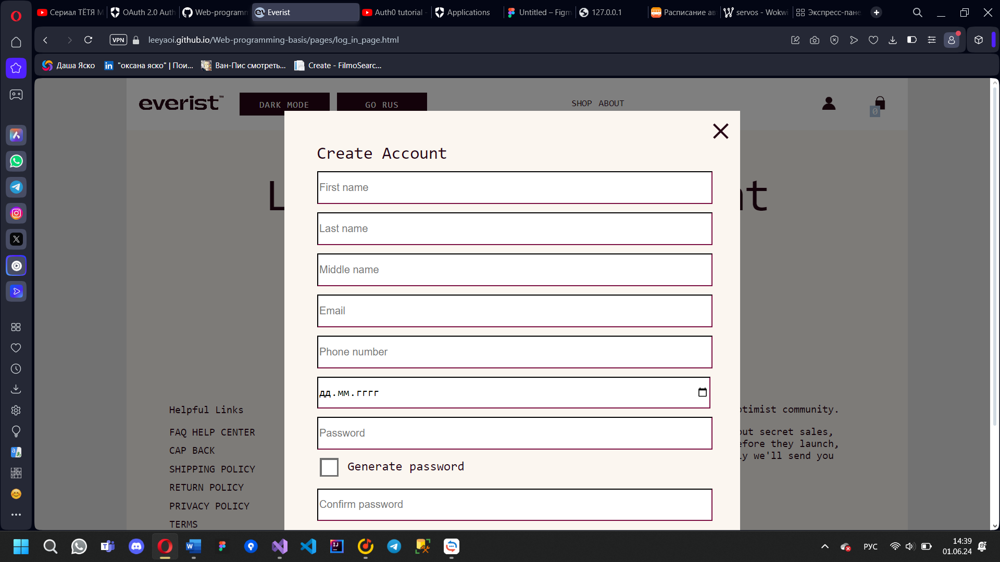 Сериал ТЁТЯ М
OAuth 2.0 Auth
Web-programm
Everist
Auth0 tutorial -
Applications
Untitled – Figm
127.0.0.1
Расписание ав
servos - Wokwi
Экспресс-пане
VPN
leeyaoi.github.io/Web-programming-basis/pages/log_in_page.html
Даша Яско
"оксана яско" | Пои...
Ван-Пис смотреть...
Create - FilmoSearc...
everist™
DARK MODE
GO RUS
SHOP ABOUT
0
Create Account
First name
Last name
Middle name
Email
Phone number
дд.мм.гггг
Password
Generate password
Confirm password
Helpful Links
FAQ HELP CENTER
CAP BACK
SHIPPING POLICY
RETURN POLICY
PRIVACY POLICY
TERMS
timist community.
out secret sales,
efore they launch,
ly we'll send you
РУС
14:39
01.06.24